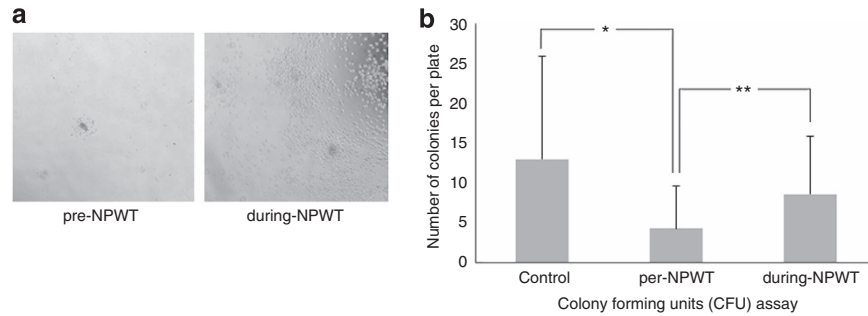 a
pre-NPWT
during-NPWT
b
Number of colonies per plate
30
25
20
15
10
5
0
*
**
Control
per-NPWT
during-NPWT
Colony forming units (CFU) assay